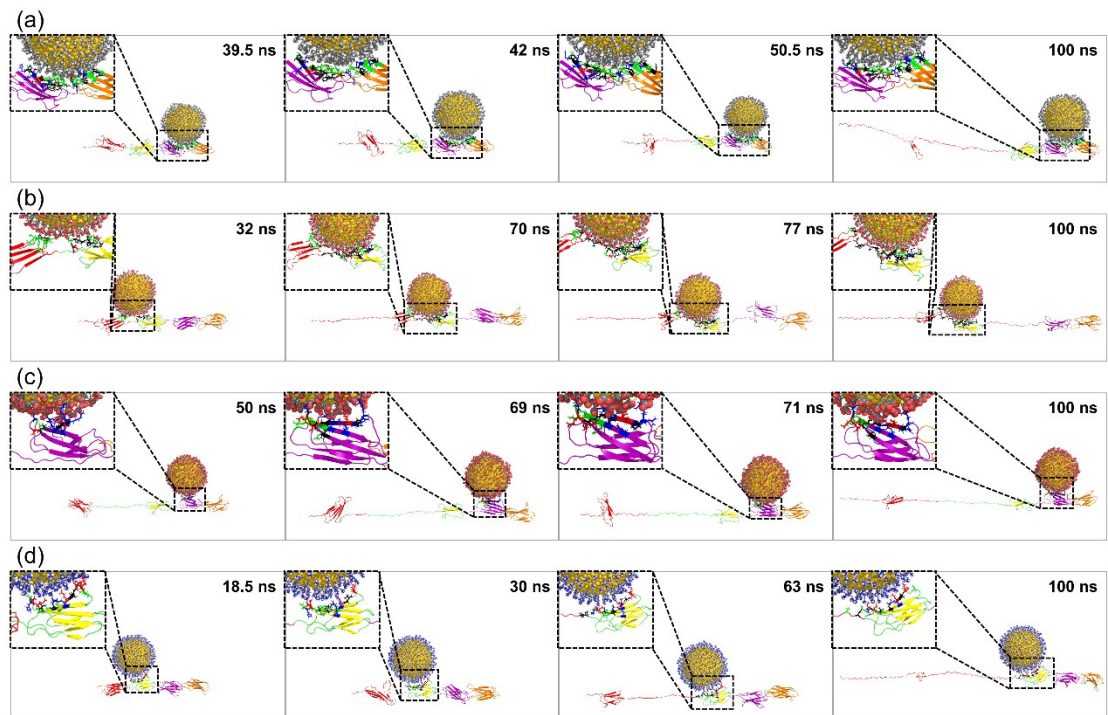 (a)
39.5 ns
42 ns
50.5 ns
100 ns
(b)
32 ns
70 ns
77 ns
100 ns
(c)
50 ns
69 ns
71 ns
100 ns
(d)
18.5 ns
30 ns
63 ns
100 ns